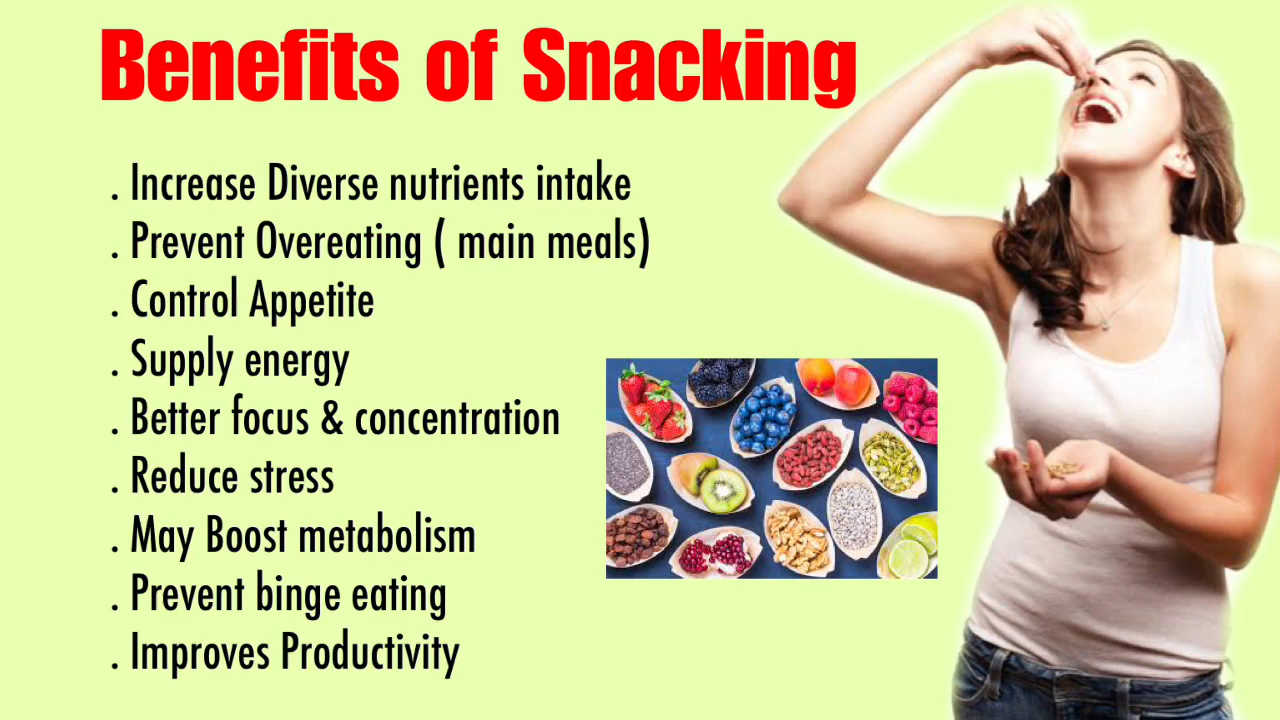 Benefits of Snacking
. Increase Diverse nutrients intake
. Prevent Overeating ( main meals)
. Control Appetite
. Supply energy
. Better focus & concentration
. Reduce stress
. May Boost metabolism
. Prevent binge eating
. Improves Productivity